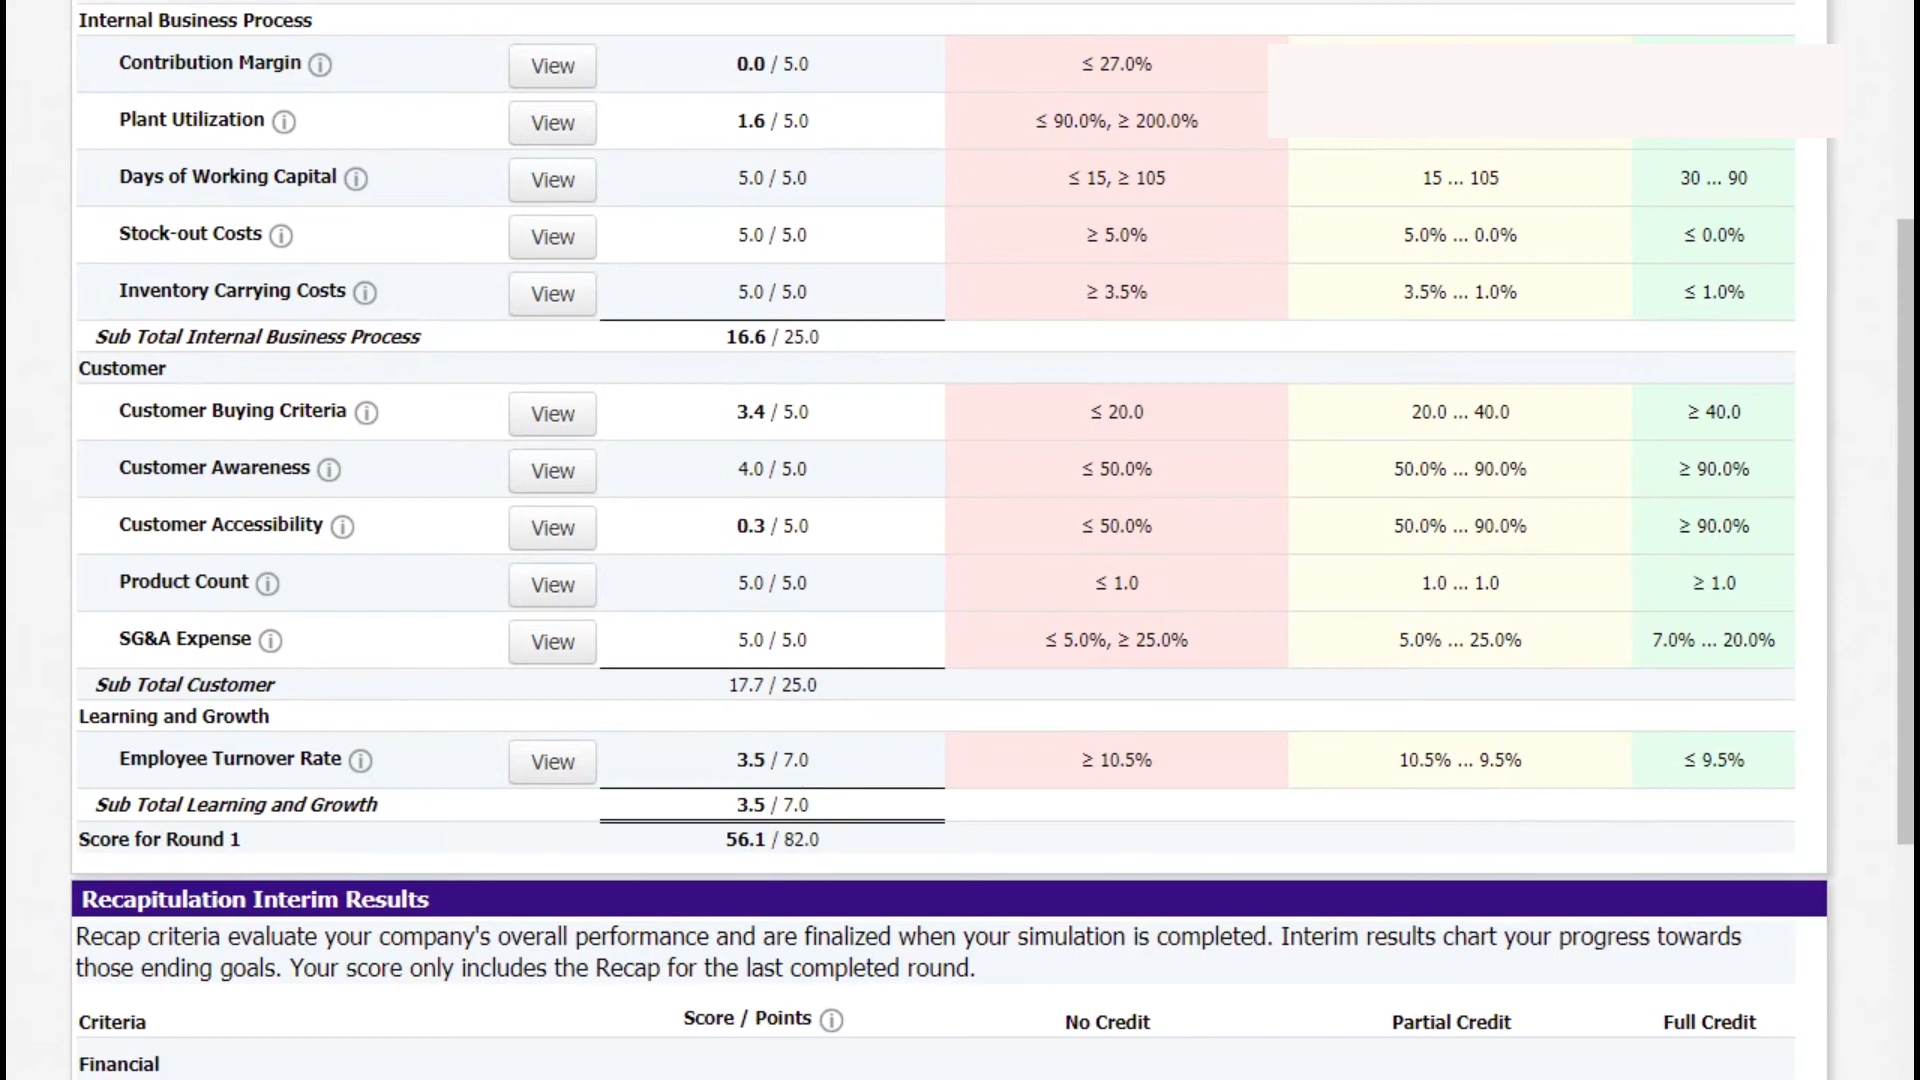 Internal Business Process
Contribution Margin View 0.0 / 5.0 ≤ 27.0%
Plant Utilization View 1.6 / 5.0 ≤ 90.0%, ≥ 200.0%
Days of Working Capital View 5.0 / 5.0 ≤ 15, ≥ 105 15 ... 105 30 ... 90
Stock-out Costs View 5.0 / 5.0 ≥ 5.0% 5.0% ... 0.0% ≤ 0.0%
Inventory Carrying Costs View 5.0 / 5.0 ≥ 3.5% 3.5% ... 1.0% ≤ 1.0%
Sub Total Internal Business Process 16.6 / 25.0
Customer
Customer Buying Criteria View 3.4 / 5.0 ≤ 20.0 20.0 ... 40.0 ≥ 40.0
Customer Awareness View 4.0 / 5.0 ≤ 50.0% 50.0% ... 90.0% ≥ 90.0%
Customer Accessibility View 0.3 / 5.0 ≤ 50.0% 50.0% ... 90.0% ≥ 90.0%
Product Count View 5.0 / 5.0 ≤ 1.0 1.0 ... 1.0 ≥ 1.0
SG&A Expense View 5.0 / 5.0 ≤ 5.0%, ≥ 25.0% 5.0% ... 25.0% 7.0% ... 20.0%
Sub Total Customer 17.7 / 25.0
Learning and Growth
Employee Turnover Rate View 3.5 / 7.0 ≥ 10.5% 10.5% ... 9.5% ≤ 9.5%
Sub Total Learning and Growth 3.5 / 7.0
Score for Round 1 56.1 / 82.0
Recapitulation Interim Results
Recap criteria evaluate your company's overall performance and are finalized when your simulation is completed. Interim results chart your progress towards
those ending goals. Your score only includes the Recap for the last completed round.
Criteria Score / Points No Credit Partial Credit Full Credit
Financial